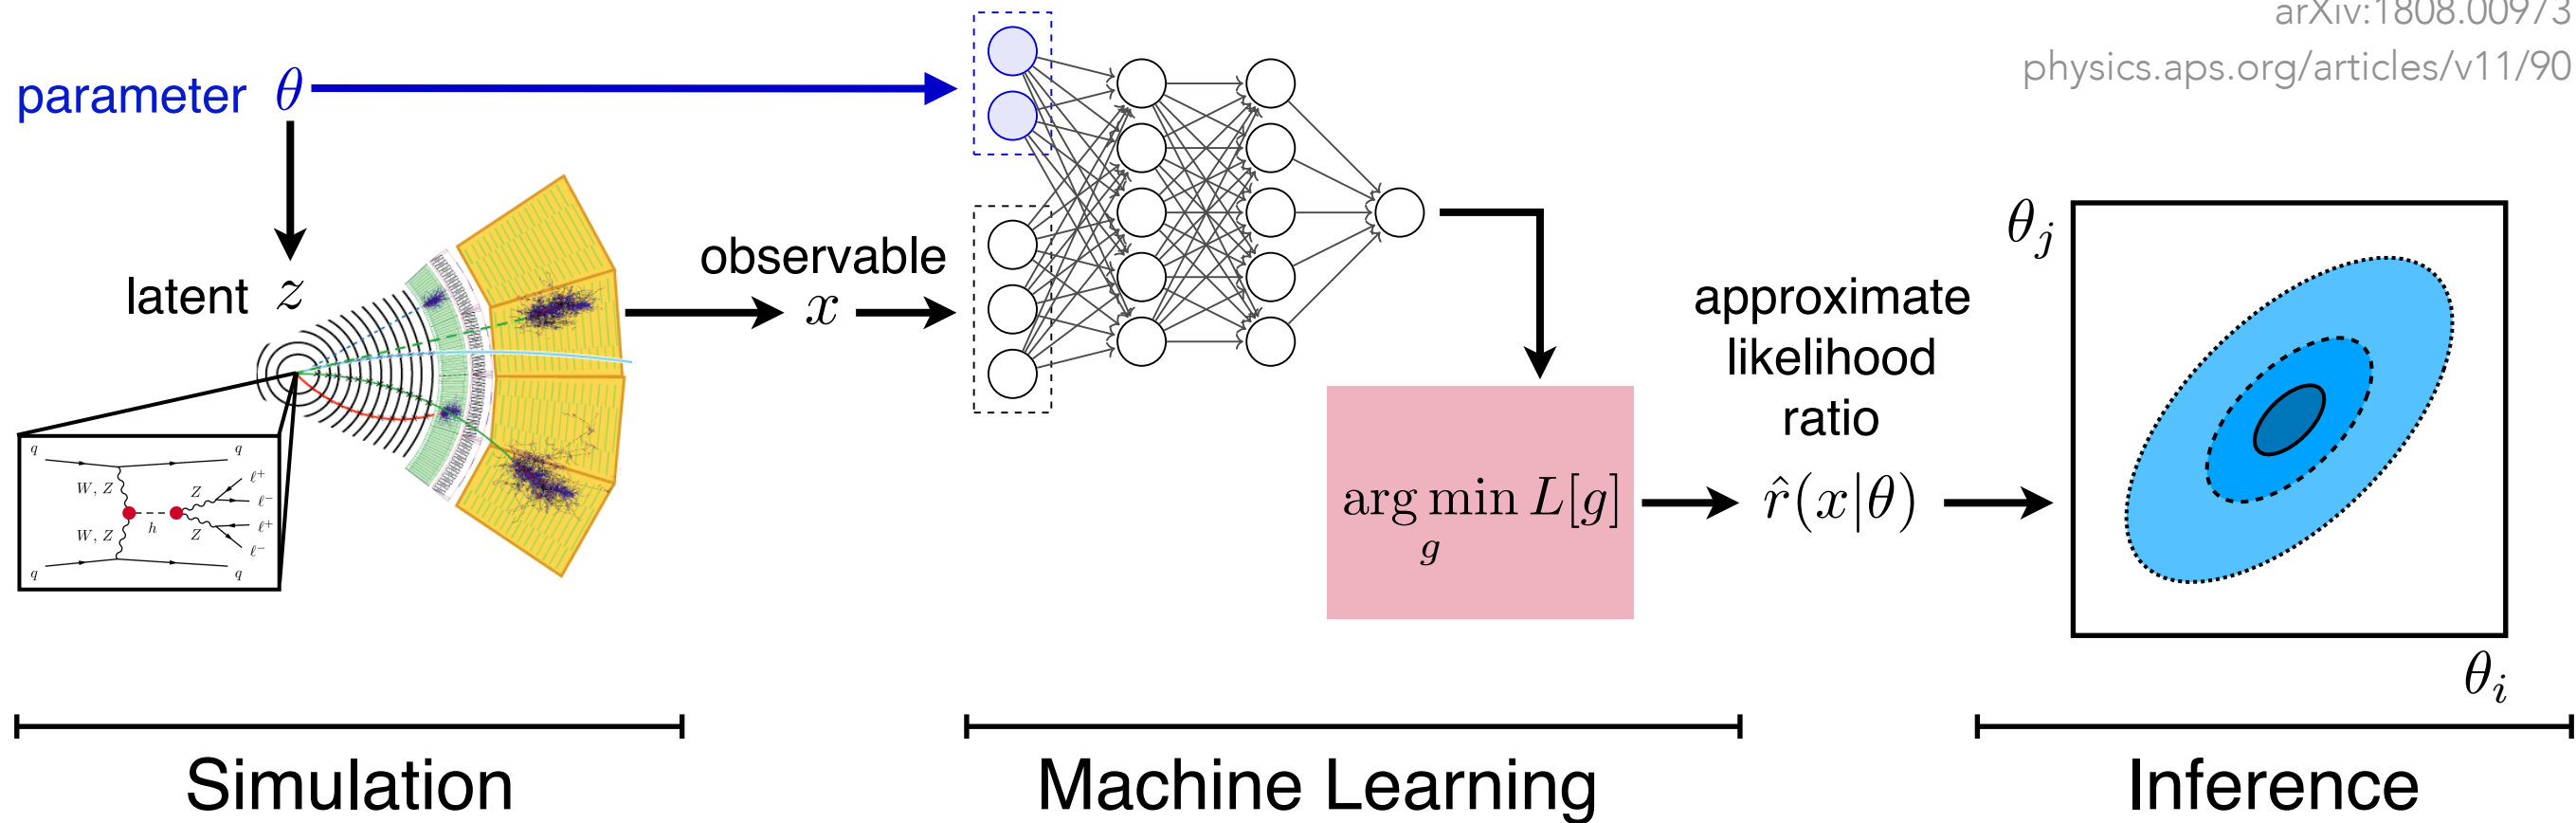 arXiv:1808.00973
physics.aps.org/articles/v11/90
parameter θ
latent z
observable
x
q
q
W, Z
Z
ℓ+
ℓ−
h
W, Z
Z
ℓ+
ℓ−
q
q
arg min L[g]
g
approximate
likelihood
ratio
r̂(x|θ)
θj
θi
Simulation
Machine Learning
Inference